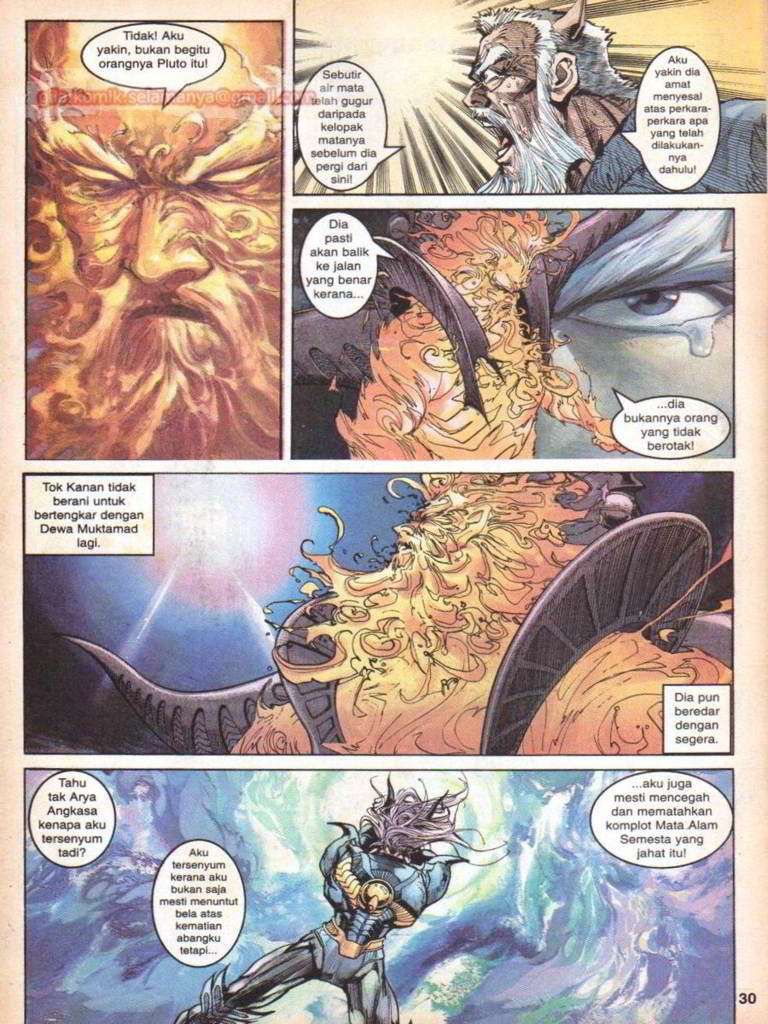 Tidak! Aku
yakin, bukan begitu
orangnya Pluto itu!
gilakomik.selamanya@gmail.com
Sebutir
air mata
telah gugur
daripada
kelopak
matanya
sebelum dia
pergi dari
sini!
Aku
yakin dia
amat
menyesal
atas perkara-
perkara apa
yang telah
dilakukan-
nya
dahulu!
Dia
pasti
akan balik
ke jalan
yang benar
kerana...
...dia
bukannya orang
yang tidak
berotak!
Tok Kanan tidak
berani untuk
bertengkar dengan
Dewa Muktamad
lagi.
Dia pun
beredar
dengan
segera.
Tahu
tak Arya
Angkasa
kenapa aku
tersenyum
tadi?
Aku
tersenyum
kerana aku
bukan saja
mesti menuntut
bela atas
kematian
abangku
tetapi...
...aku juga
mesti mencegah
dan mematahkan
komplot Mata Alam
Semesta yang
jahat itu!
30